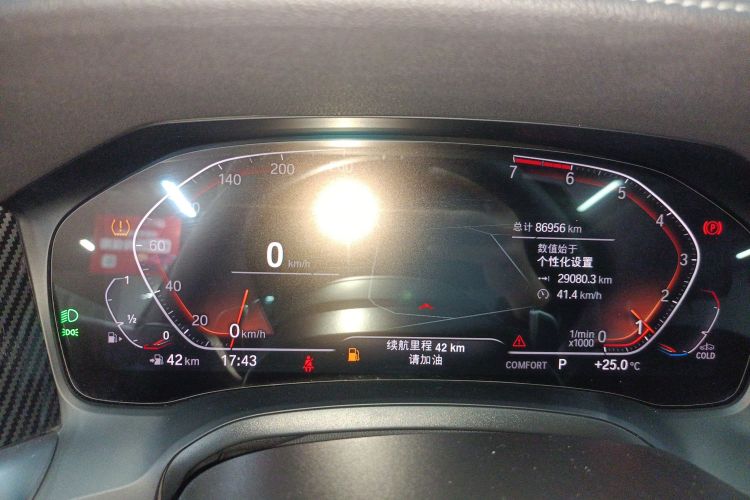 140
200
7
6
5
4
3
2
1
0
1/min
x1000
60
40
20
0 km/h
1
½
0
0 km/h
总计 86956 km
数值始于
个性化设置
29080.3 km
41.4 km/h
COLD
续航里程 42 km
请加油
42 km
17:43
COMFORT
P
+25.0 °C